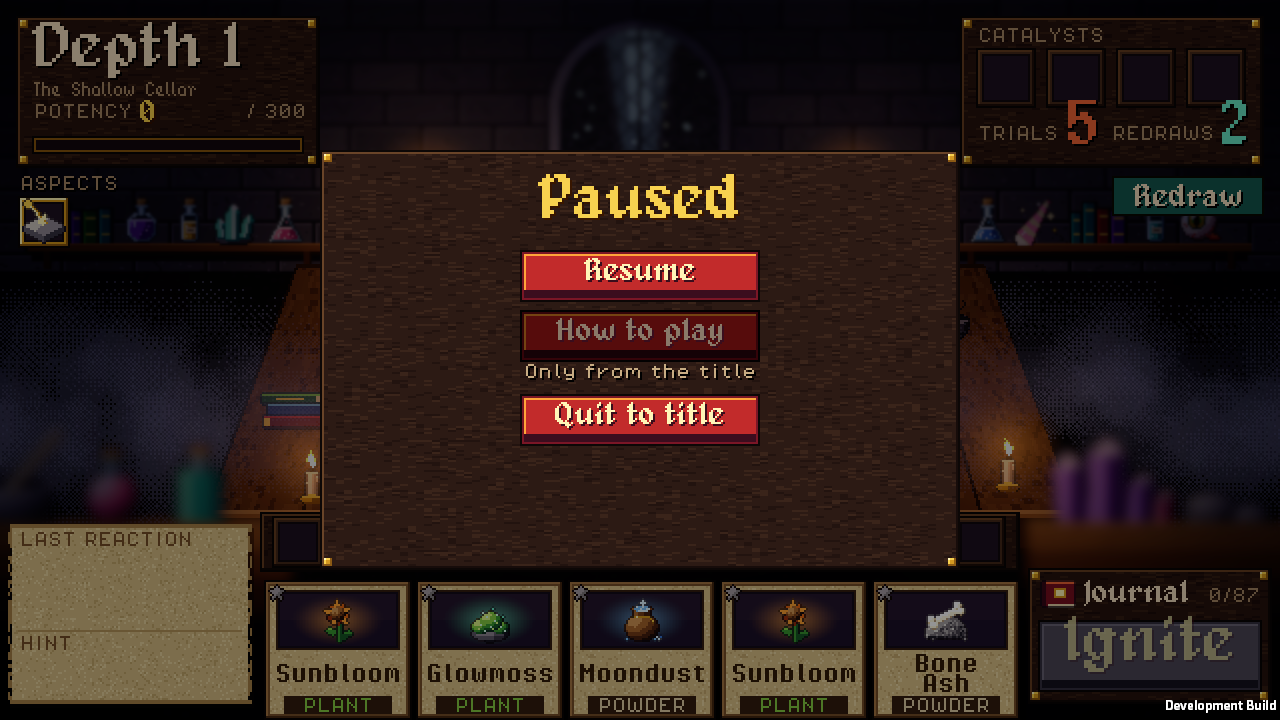 Depth 1
The Shallow Cellar
POTENCY 0 / 300
ASPECTS
CATALYSTS
TRIALS 5 REDRAWS 2
Redraw
Paused
Resume
How to play
Only from the title
Quit to title
LAST REACTION
HINT
Sunbloom
PLANT
Glowmoss
PLANT
Moondust
POWDER
Sunbloom
PLANT
Bone
Ash
POWDER
Journal 0/87
Ignite
Development Build